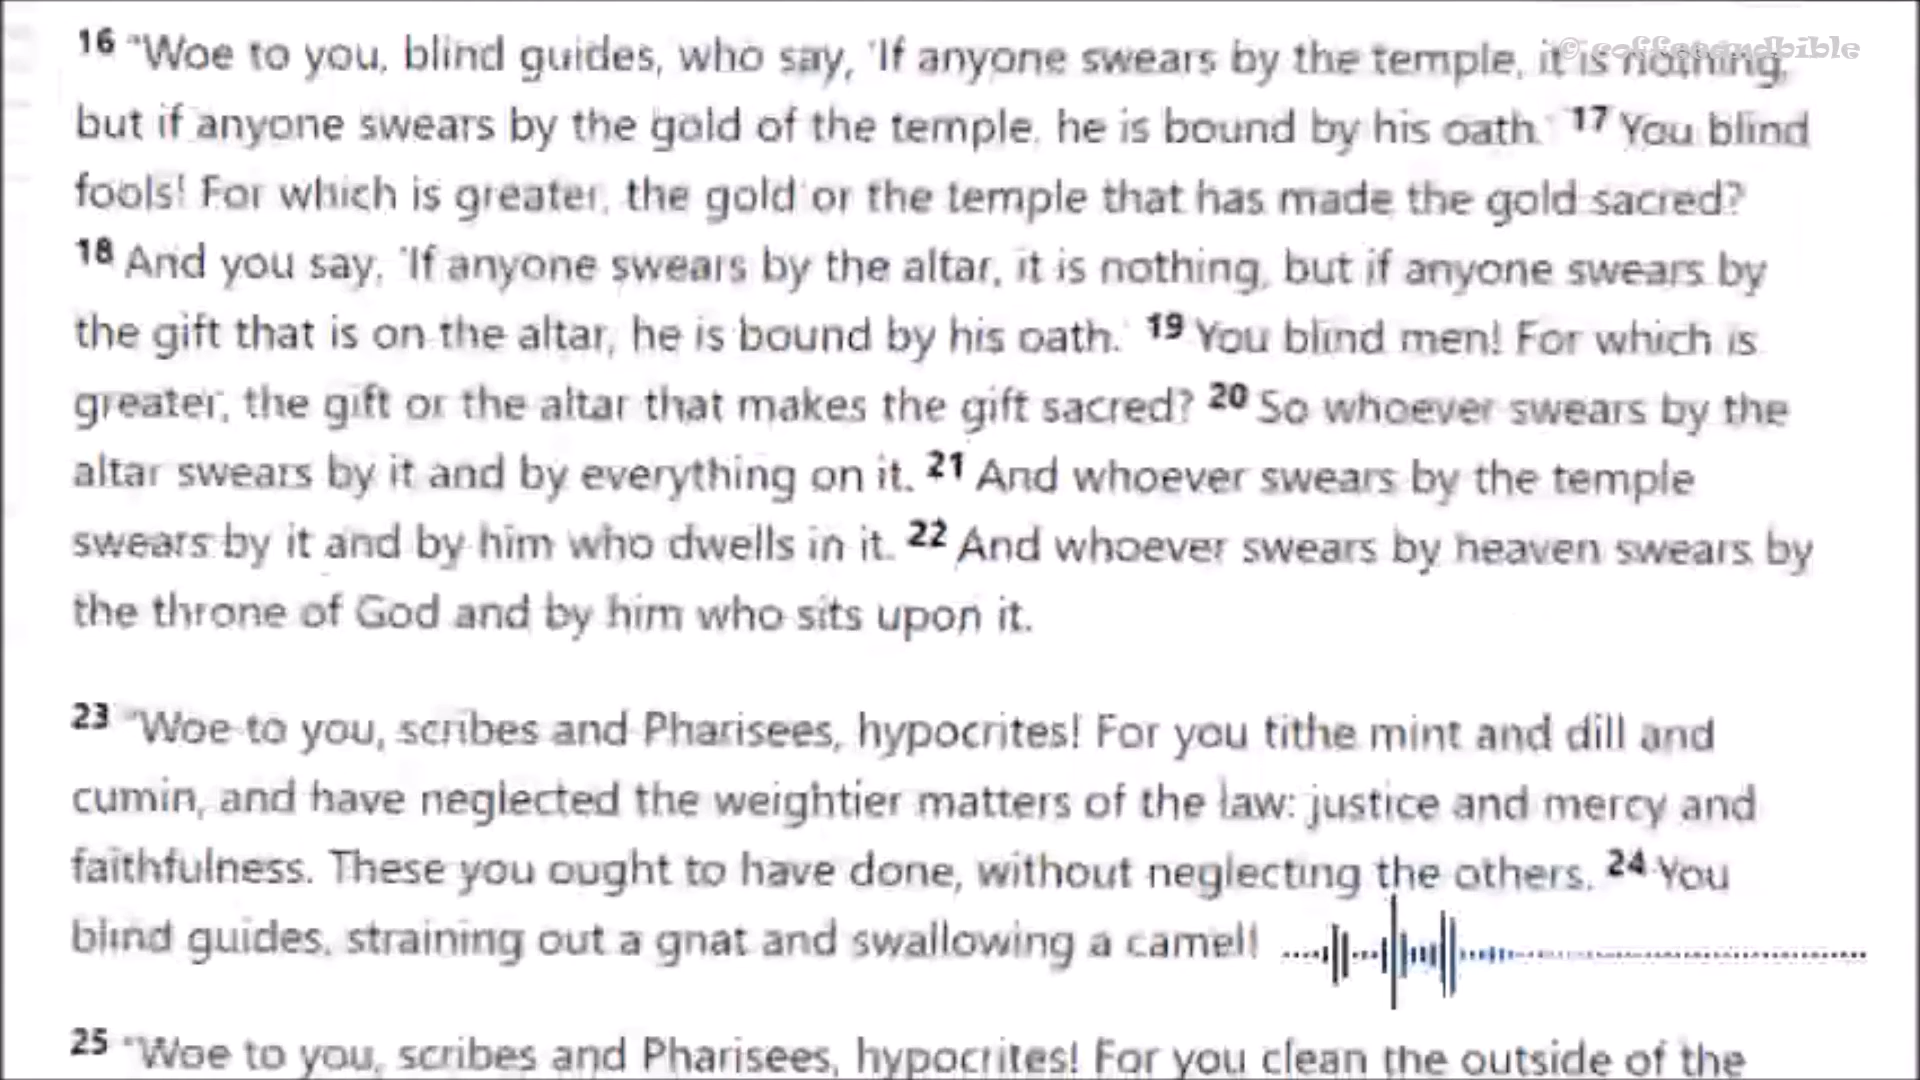 © coffeeandbible
16 “Woe to you, blind guides, who say, ‘If anyone swears by the temple, it is nothing,
but if anyone swears by the gold of the temple, he is bound by his oath.’ 17 You blind
fools! For which is greater, the gold or the temple that has made the gold sacred?
18 And you say, ‘If anyone swears by the altar, it is nothing, but if anyone swears by
the gift that is on the altar, he is bound by his oath.’ 19 You blind men! For which is
greater, the gift or the altar that makes the gift sacred? 20 So whoever swears by the
altar swears by it and by everything on it. 21 And whoever swears by the temple
swears by it and by him who dwells in it. 22 And whoever swears by heaven swears by
the throne of God and by him who sits upon it.
23 “Woe to you, scribes and Pharisees, hypocrites! For you tithe mint and dill and
cumin, and have neglected the weightier matters of the law: justice and mercy and
faithfulness. These you ought to have done, without neglecting the others. 24 You
blind guides, straining out a gnat and swallowing a camel!
25 “Woe to you, scribes and Pharisees, hypocrites! For you clean the outside of the